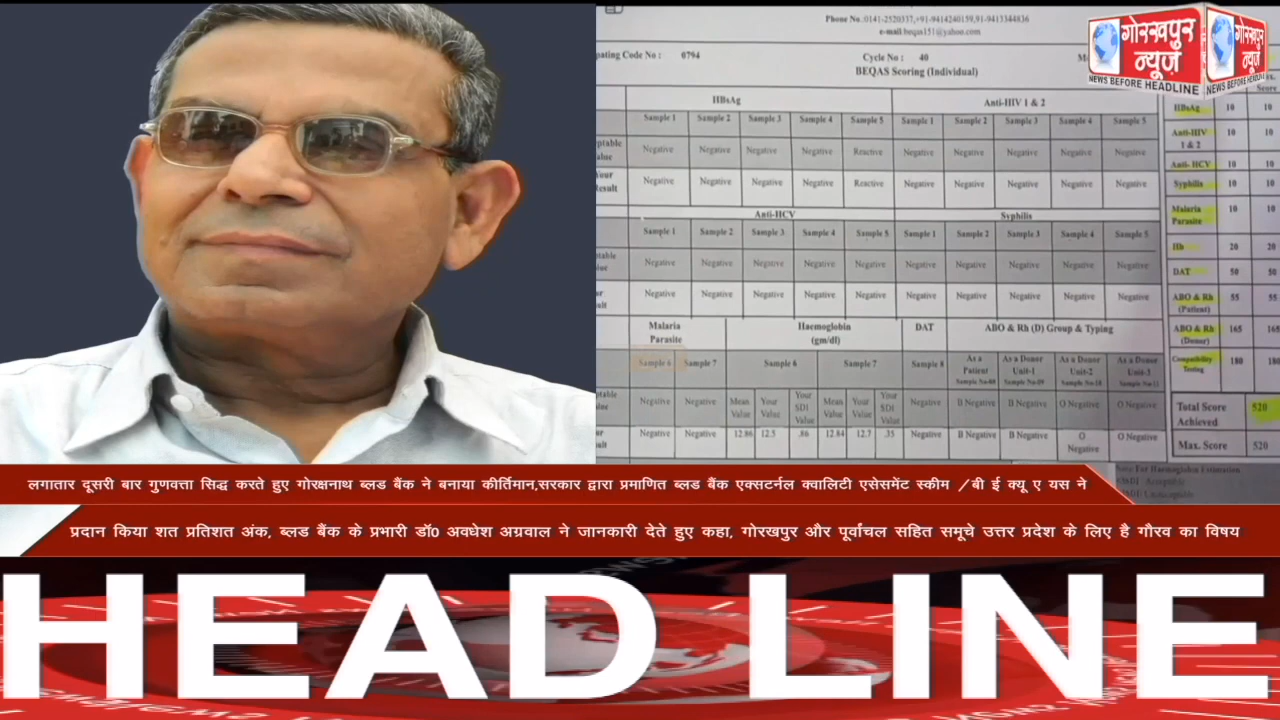 Phone No.:0141-2520337,+91-9414240159,91-9413344836
e-mail beqas151@yahoo.com
गोरखपुर न्यूज़
NEWS BEFORE HEADLINE
pating Code No : 0794 Cycle No : 40
BEQAS Scoring (Individual)
HBsAg Anti-HIV 1 & 2
Sample 1 Sample 2 Sample 3 Sample 4 Sample 5 Sample 1 Sample 2 Sample 3 Sample 4 Sample 5
Negative Negative Negative Negative Reactive Negative Negative Negative Negative Negative
Negative Negative Negative Negative Reactive Negative Negative Negative Negative Negative
Anti-HCV Syphilis
Sample 1 Sample 2 Sample 3 Sample 4 Sample 5 Sample 1 Sample 2 Sample 3 Sample 4 Sample 5
Negative Negative Negative Negative Negative Negative Negative Negative Negative Negative
Negative Negative Negative Negative Negative Negative Negative Negative Negative Negative
Malaria Parasite Haemoglobin (gm/dl) DAT ABO & Rh (D) Group & Typing
Sample 6 Sample 7 Sample 6 Sample 7 Sample 8 As a Patient Sample No-08 As a Donor Unit-1 Sample No-09 As a Donor Unit-2 Sample No-10 As a Donor Unit-3 Sample No-11
Negative Negative Mean Value Your Value Your SDI Value Mean Value Your Value Your SDI Value Negative B Negative B Negative O Negative O Negative
Negative Negative 12.86 12.5 .86 12.84 12.7 .35 Negative B Negative B Negative O Negative O Negative
Score
HBsAg 10 10
Anti-HIV 1 & 2 10 10
Anti- HCV 10 10
Syphilis 10 10
Malaria Parasite 10 10
Hb 20 20
DAT 50 50
ABO & Rh (Patient) 55 55
ABO & Rh (Donor) 165 165
Compatibility Testing 180 180
Total Score Achieved 520
Max. Score 520
लगातार दूसरी बार गुणवत्ता सिद्ध करते हुए गोरक्षनाथ ब्लड बैंक ने बनाया कीर्तिमान,सरकार द्वारा प्रमाणित ब्लड बैंक एक्सटर्नल क्वालिटी एसेसमेंट स्कीम /बी ई क्यू ए यस ने
प्रदान किया शत प्रतिशत अंक, ब्लड बैंक के प्रभारी डॉ0 अवधेश अग्रवाल ने जानकारी देते हुए कहा, गोरखपुर और पूर्वांचल सहित समूचे उत्तर प्रदेश के लिए है गौरव का विषय
HEAD LINE